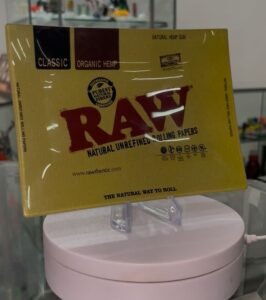 CLASSIC
ORGANIC HEMP
NATURAL HEMP GUM
PUREST
RAW
NATURAL UNREFINED ROLLING PAPERS
www.rawthentic.com
THE NATURAL WAY TO ROLL